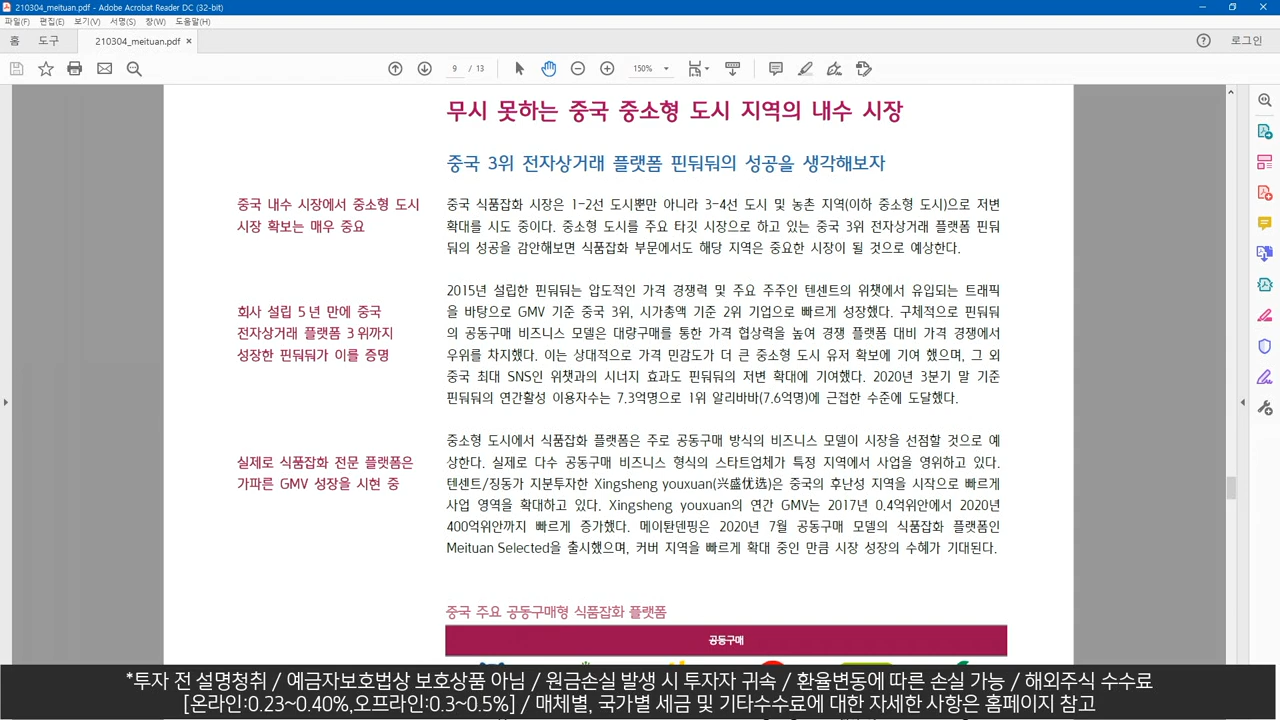 210304_meituan.pdf - Adobe Acrobat Reader DC (32-bit)
파일(F) 편집(E) 보기(V) 서명(S) 창(W) 도움말(H)
홈 도구 210304_meituan.pdf × 로그인
9 / 13 150%
무시 못하는 중국 중소형 도시 지역의 내수 시장
중국 3위 전자상거래 플랫폼 핀둬둬의 성공을 생각해보자
중국 내수 시장에서 중소형 도시
시장 확보는 매우 중요
중국 식품잡화 시장은 1-2선 도시뿐만 아니라 3-4선 도시 및 농촌 지역(이하 중소형 도시)으로 저변
확대를 시도 중이다. 중소형 도시를 주요 타깃 시장으로 하고 있는 중국 3위 전자상거래 플랫폼 핀둬
둬의 성공을 감안해보면 식품잡화 부문에서도 해당 지역은 중요한 시장이 될 것으로 예상한다.
회사 설립 5년 만에 중국
전자상거래 플랫폼 3위까지
성장한 핀둬둬가 이를 증명
2015년 설립한 핀둬둬는 압도적인 가격 경쟁력 및 주요 주주인 텐센트의 위챗에서 유입되는 트래픽
을 바탕으로 GMV 기준 중국 3위, 시가총액 기준 2위 기업으로 빠르게 성장했다. 구체적으로 핀둬둬
의 공동구매 비즈니스 모델은 대량구매를 통한 가격 협상력을 높여 경쟁 플랫폼 대비 가격 경쟁에서
우위를 차지했다. 이는 상대적으로 가격 민감도가 더 큰 중소형 도시 유저 확보에 기여 했으며, 그 외
중국 최대 SNS인 위챗과의 시너지 효과도 핀둬둬의 저변 확대에 기여했다. 2020년 3분기 말 기준
핀둬둬의 연간활성 이용자수는 7.3억명으로 1위 알리바바(7.6억명)에 근접한 수준에 도달했다.
실제로 식품잡화 전문 플랫폼은
가파른 GMV 성장을 시현 중
중소형 도시에서 식품잡화 플랫폼은 주로 공동구매 방식의 비즈니스 모델이 시장을 선점할 것으로 예
상한다. 실제로 다수 공동구매 비즈니스 형식의 스타트업체가 특정 지역에서 사업을 영위하고 있다.
텐센트/징동가 지분투자한 Xingsheng youxuan(兴盛优选)은 중국의 후난성 지역을 시작으로 빠르게
사업 영역을 확대하고 있다. Xingsheng youxuan의 연간 GMV는 2017년 0.4억위안에서 2020년
400억위안까지 빠르게 증가했다. 메이퇀덴핑은 2020년 7월 공동구매 모델의 식품잡화 플랫폼인
Meituan Selected을 출시했으며, 커버 지역을 빠르게 확대 중인 만큼 시장 성장의 수혜가 기대된다.
중국 주요 공동구매형 식품잡화 플랫폼
공동구매
*투자 전 설명청취 / 예금자보호법상 보호상품 아님 / 원금손실 발생 시 투자자 귀속 / 환율변동에 따른 손실 가능 / 해외주식 수수료
[온라인:0.23~0.40%,오프라인:0.3~0.5%] / 매체별, 국가별 세금 및 기타수수료에 대한 자세한 사항은 홈페이지 참고